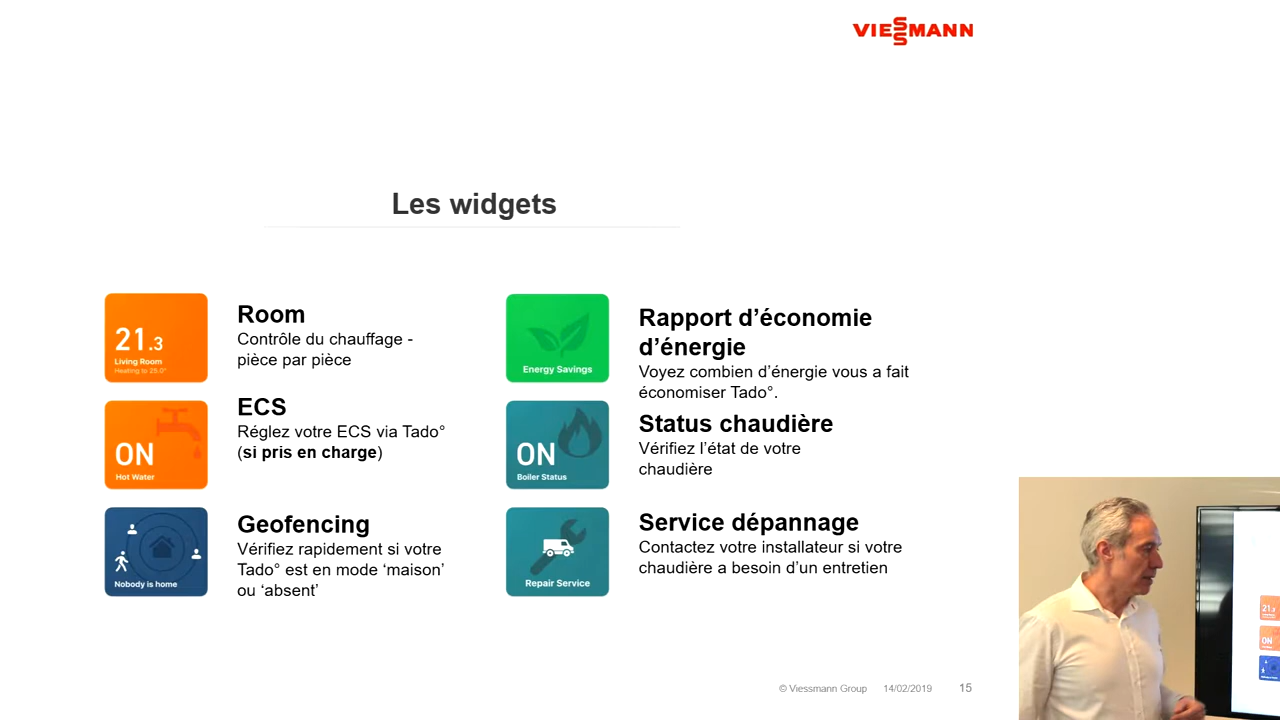 VIESSMANN
Les widgets
21.3
Living Room
Heating to 25.0°
Room
Contrôle du chauffage -
pièce par pièce
ON
Hot Water
ECS
Réglez votre ECS via Tado°
(si pris en charge)
Nobody is home
Geofencing
Vérifiez rapidement si votre
Tado° est en mode ‘maison’
ou ‘absent’
Energy Savings
Rapport d’économie
d’énergie
Voyez combien d’énergie vous a fait
économiser Tado°.
ON
Boiler Status
Status chaudière
Vérifiez l’état de votre
chaudière
Repair Service
Service dépannage
Contactez votre installateur si votre
chaudière a besoin d’un entretien
© Viessmann Group 14/02/2019 15